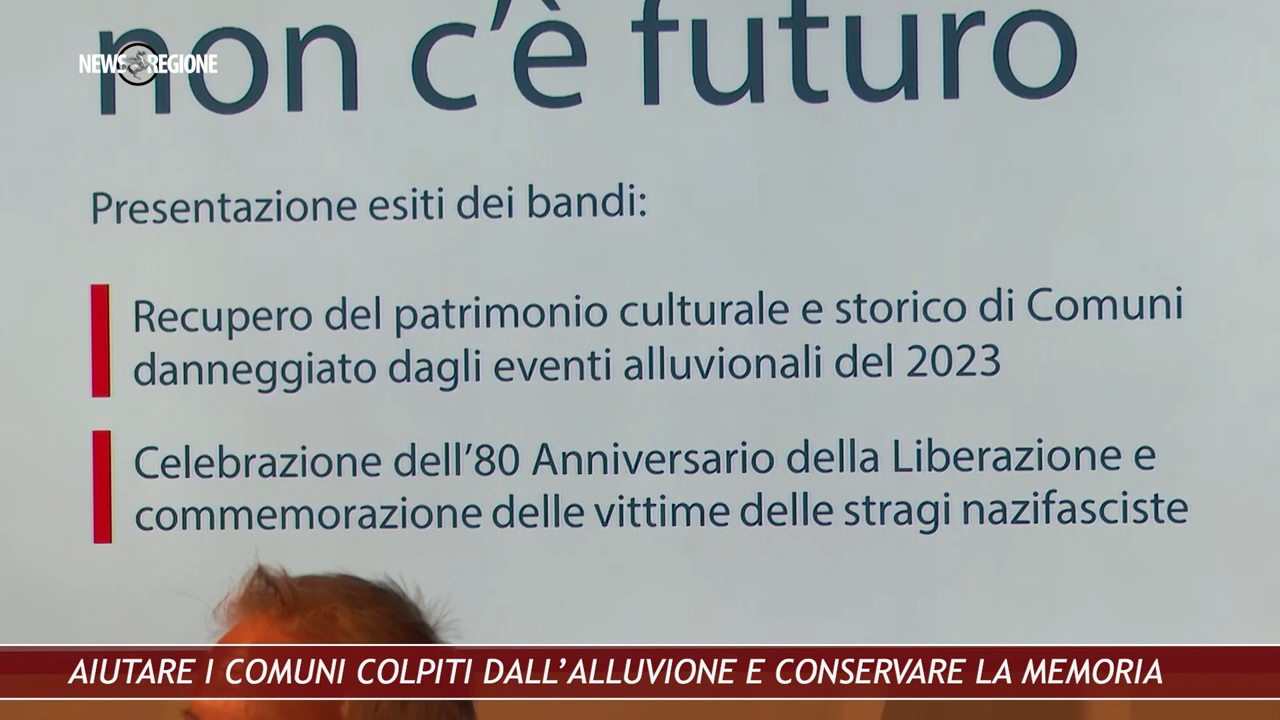 non c'è futuro
NEWS REGIONE
Presentazione esiti dei bandi:
Recupero del patrimonio culturale e storico di Comuni
danneggiato dagli eventi alluvionali del 2023
Celebrazione dell'80 Anniversario della Liberazione e
commemorazione delle vittime delle stragi nazifasciste
AIUTARE I COMUNI COLPITI DALL'ALLUVIONE E CONSERVARE LA MEMORIA